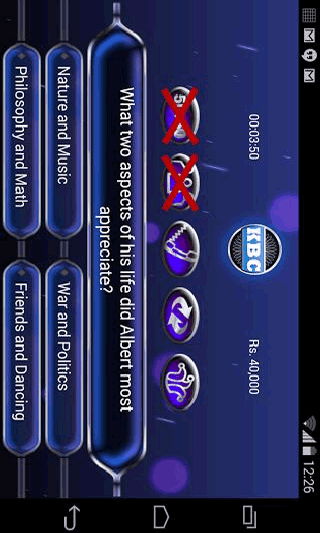 12:26
00:03:50
KBC
Rs. 40,000
What two aspects of his life did Albert most
appreciate?
Nature and Music
War and Politics
Philosophy and Math
Friends and Dancing